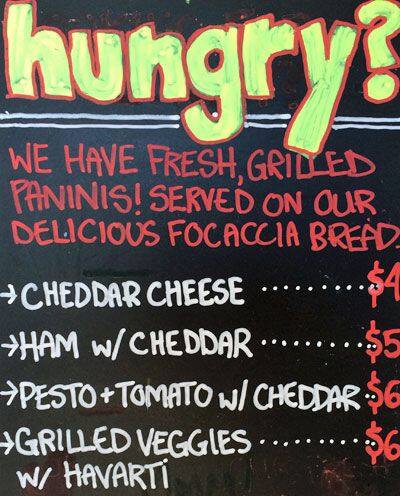 hungry?
WE HAVE FRESH, GRILLED
PANINIS! SERVED ON OUR
DELICIOUS FOCACCIA BREAD.
→CHEDDAR CHEESE ········$4
→HAM W/ CHEDDAR ········$5
→PESTO+TOMATO W/ CHEDDAR··$6
→GRILLED VEGGIES ········$6
W/ HAVARTI